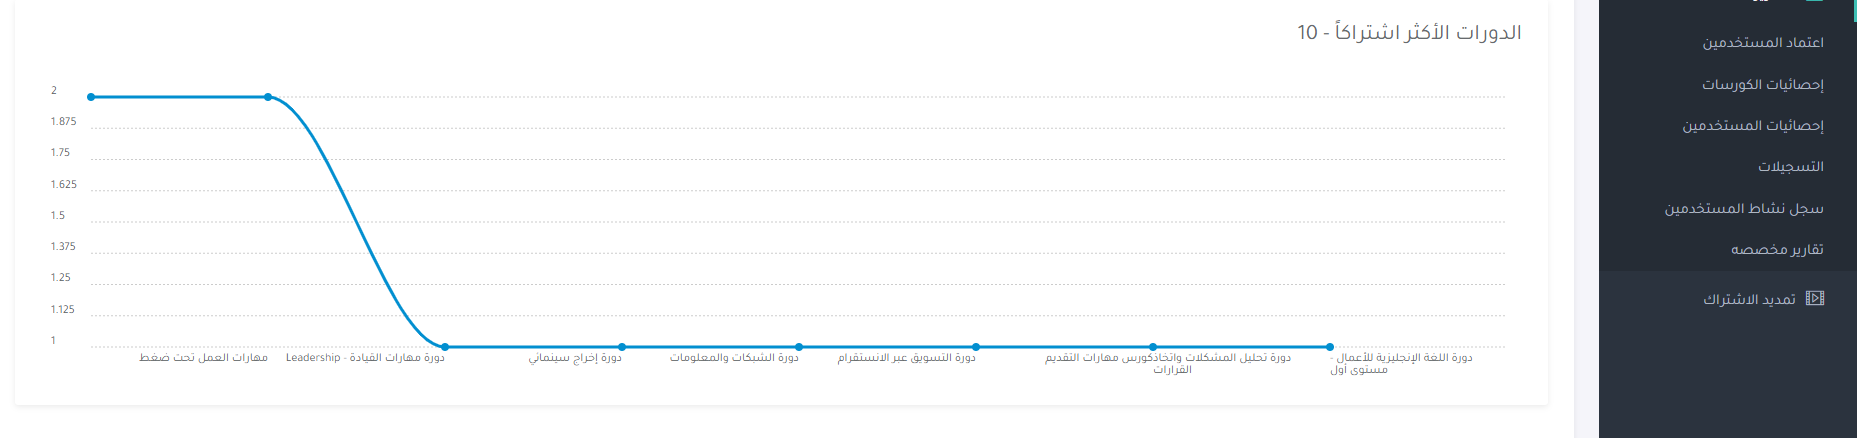 الدورات الأكثر اشتراكاً - 10
2
1.875
1.75
1.625
1.5
1.375
1.25
1.125
1
مهارات العمل تحت ضغط
دورة مهارات القيادة - Leadership
دورة إخراج سينمائي
دورة الشبكات والمعلومات
دورة التسويق عبر الانستقرام
كورس مهارات التقديم
دورة تحليل المشكلات واتخاذ
القرارات
دورة اللغة الإنجليزية للأعمال -
مستوى أول
اعتماد المستخدمين
إحصائيات الكورسات
إحصائيات المستخدمين
التسجيلات
سجل نشاط المستخدمين
تقارير مخصصه
تمديد الاشتراك